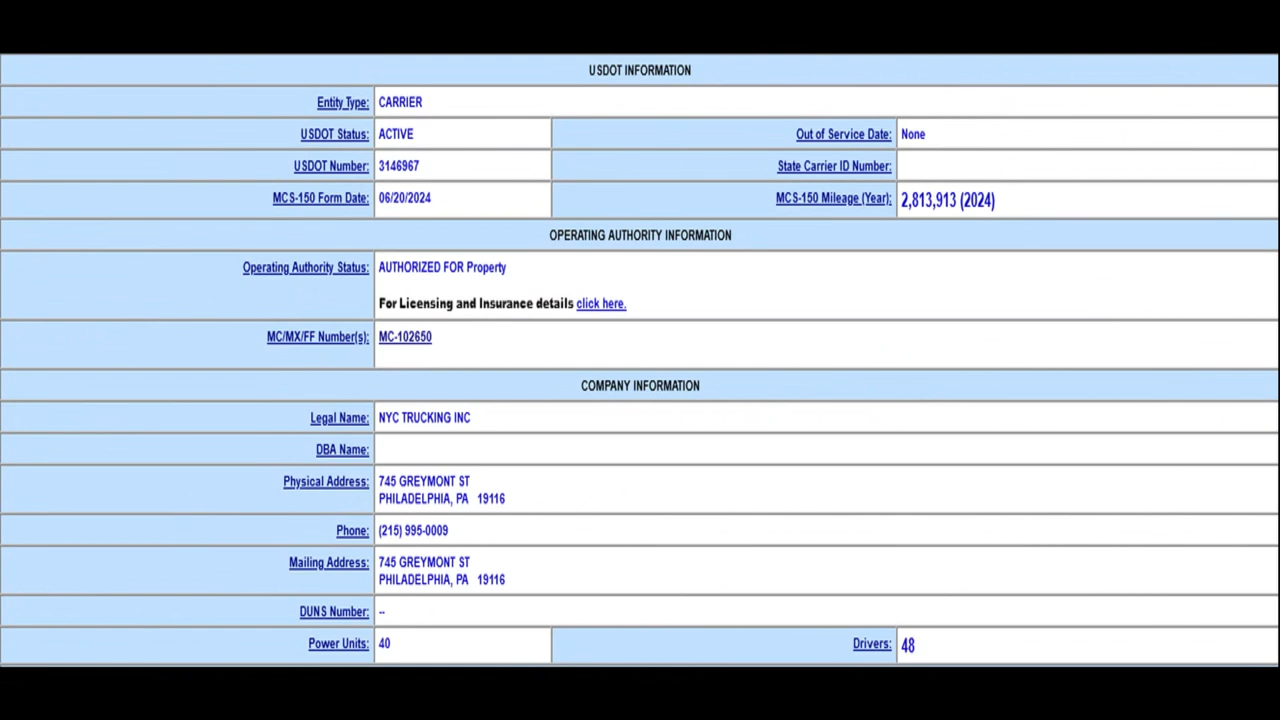 USDOT INFORMATION
Entity Type: CARRIER
USDOT Status: ACTIVE Out of Service Date: None
USDOT Number: 3146967 State Carrier ID Number:
MCS-150 Form Date: 06/20/2024 MCS-150 Mileage (Year): 2,813,913 (2024)
OPERATING AUTHORITY INFORMATION
Operating Authority Status: AUTHORIZED FOR Property
For Licensing and Insurance details click here.
MC/MX/FF Number(s): MC-102650
COMPANY INFORMATION
Legal Name: NYC TRUCKING INC
DBA Name:
Physical Address: 745 GREYMONT ST
PHILADELPHIA, PA 19116
Phone: (215) 995-0009
Mailing Address: 745 GREYMONT ST
PHILADELPHIA, PA 19116
DUNS Number: --
Power Units: 40 Drivers: 48